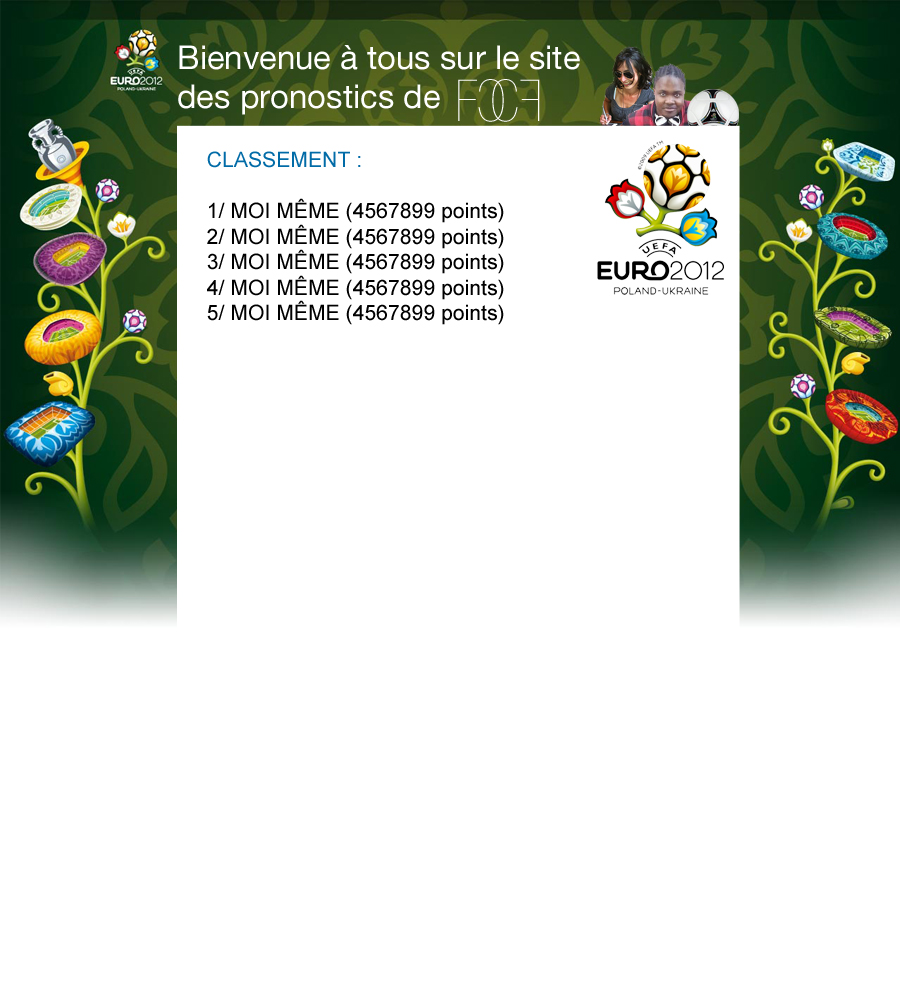 Bienvenue à tous sur le site
des pronostics de
UEFA
EURO2012
POLAND-UKRAINE
CLASSEMENT :
1/ MOI MÊME (4567899 points)
2/ MOI MÊME (4567899 points)
3/ MOI MÊME (4567899 points)
4/ MOI MÊME (4567899 points)
5/ MOI MÊME (4567899 points)
UEFA
EURO2012
POLAND-UKRAINE